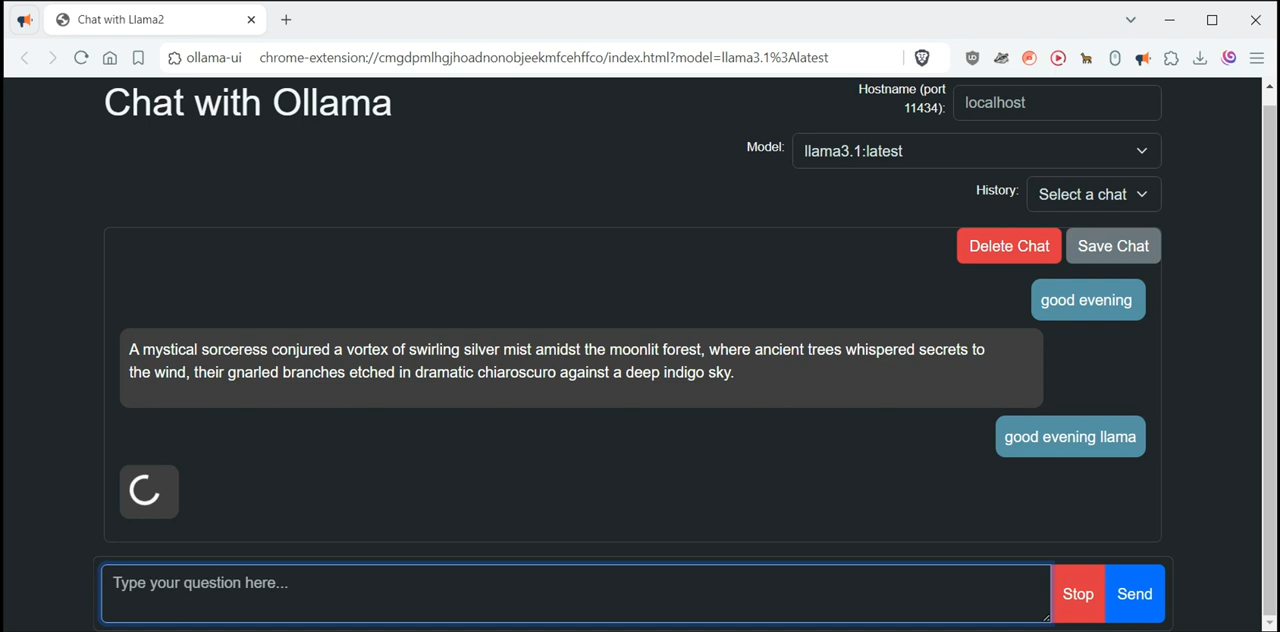 Chat with Llama2
ollama-ui chrome-extension://cmgdpmlhgjhoadnonobjeekmfcehffco/index.html?model=llama3.1%3Alatest
Chat with Ollama
Hostname (port
11434):
localhost
Model:
llama3.1:latest
History:
Select a chat
Delete Chat
Save Chat
good evening
A mystical sorceress conjured a vortex of swirling silver mist amidst the moonlit forest, where ancient trees whispered secrets to
the wind, their gnarled branches etched in dramatic chiaroscuro against a deep indigo sky.
good evening llama
Type your question here...
Stop
Send